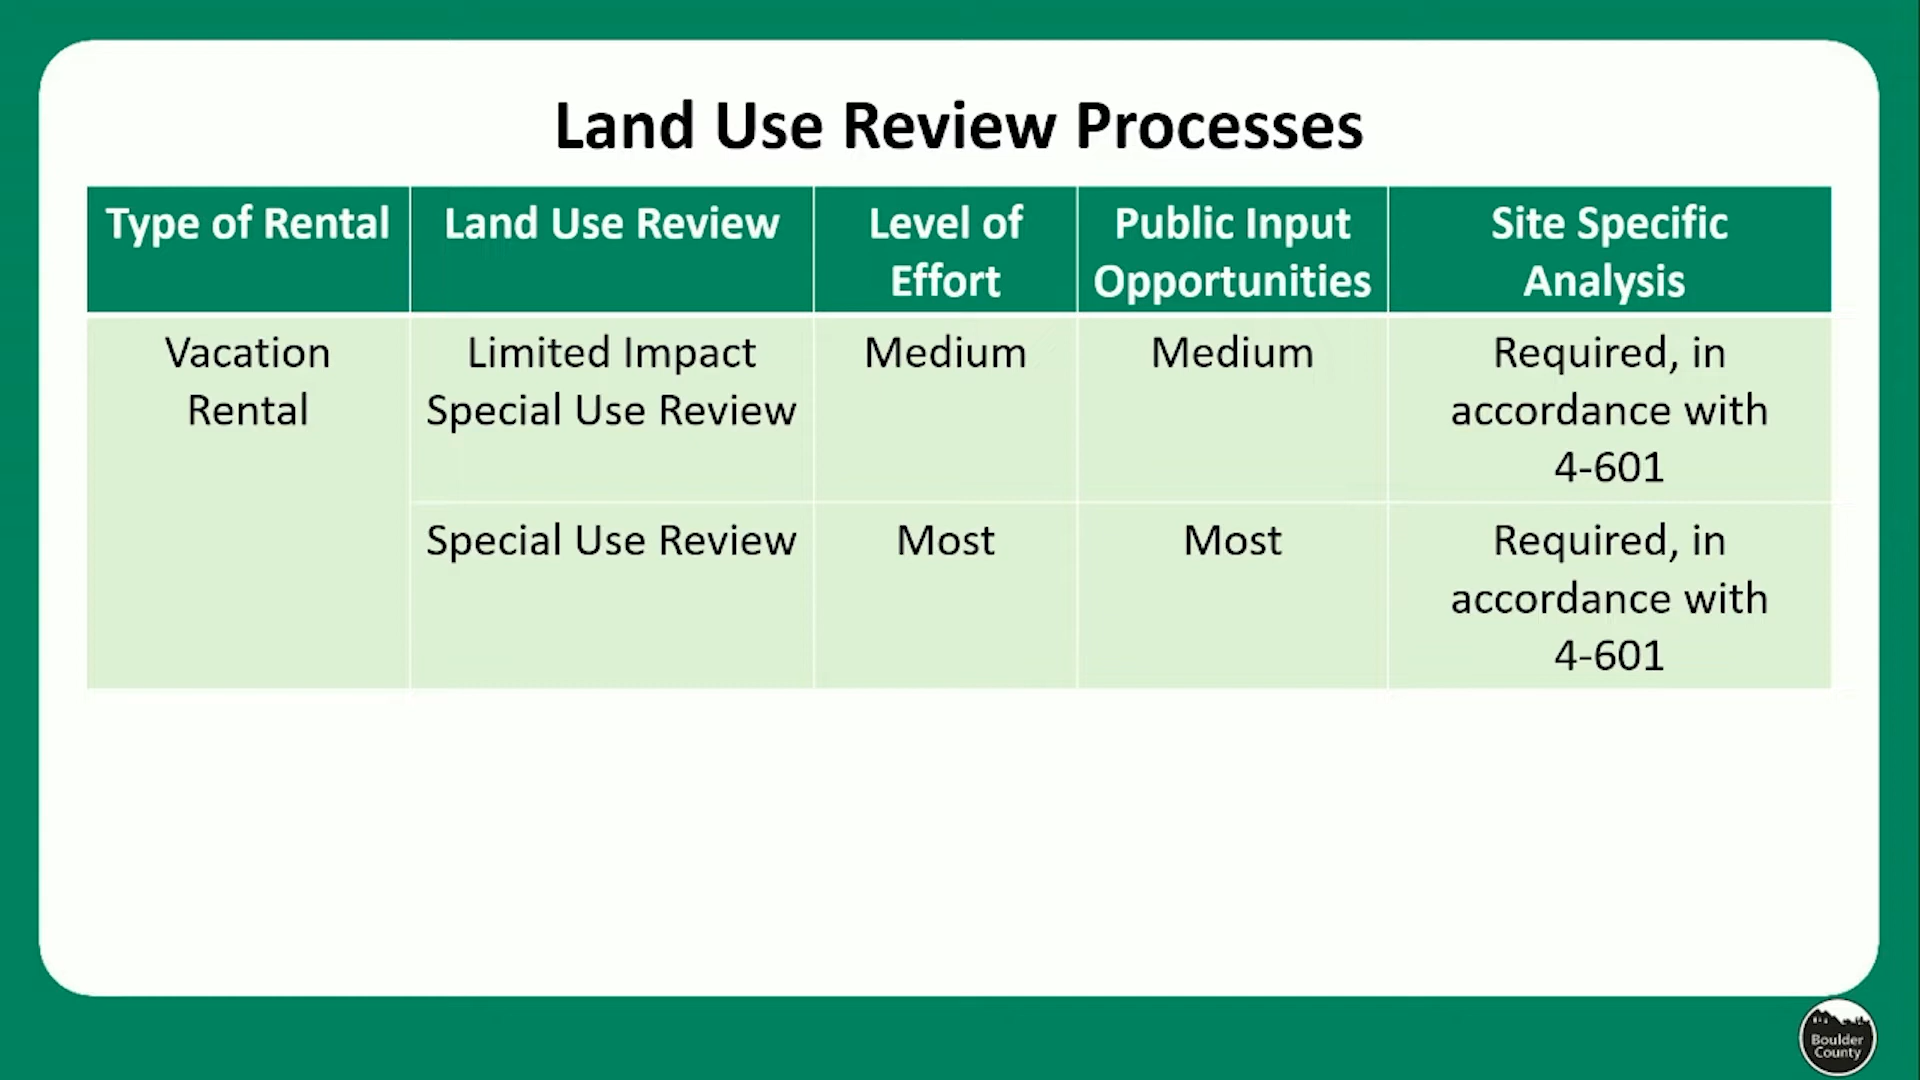 Land Use Review Processes
Type of Rental
Land Use Review
Level of
Effort
Public Input
Opportunities
Site Specific
Analysis
Vacation
Rental
Limited Impact
Special Use Review
Medium
Medium
Required, in
accordance with
4-601
Special Use Review
Most
Most
Required, in
accordance with
4-601
Boulder
County